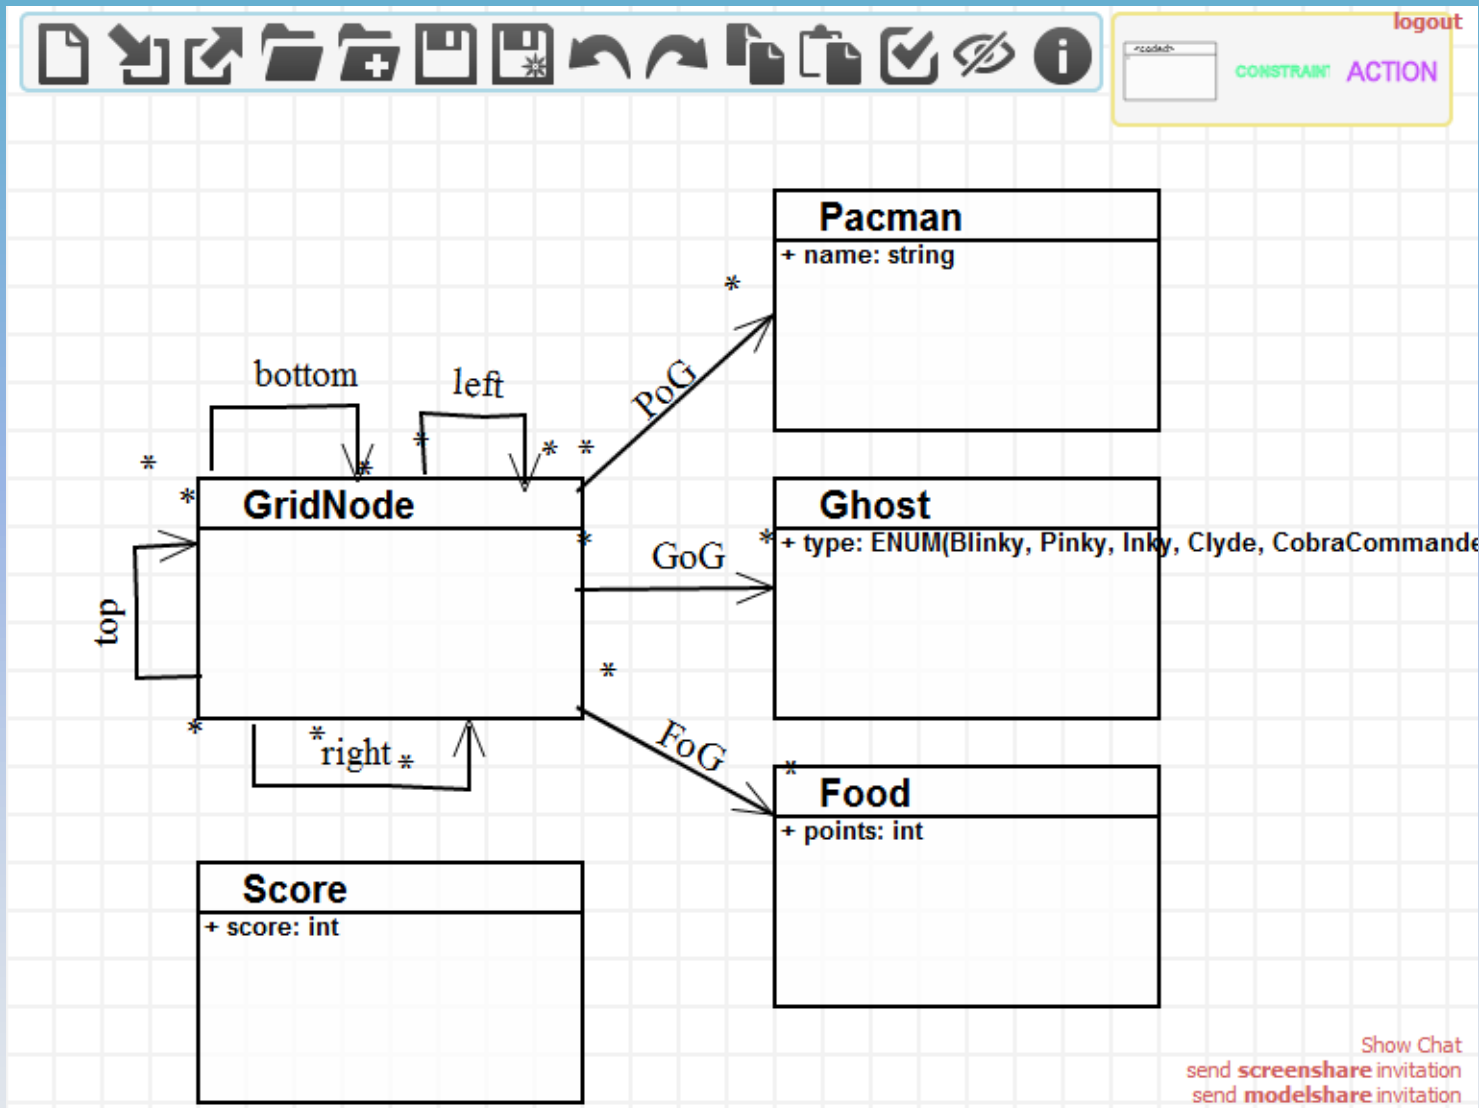 logout
<coded>
CONSTRAINT ACTION
Pacman
+ name: string
*
bottom
left
PoG
*
*
*
*
*
*
GridNode
Ghost
*
GoG
*
+ type: ENUM(Blinky, Pinky, Inky, Clyde, CobraCommande
top
*
*
*
right
*
FoG
*
Food
+ points: int
Score
+ score: int
Show Chat
send screenshare invitation
send modelshare invitation